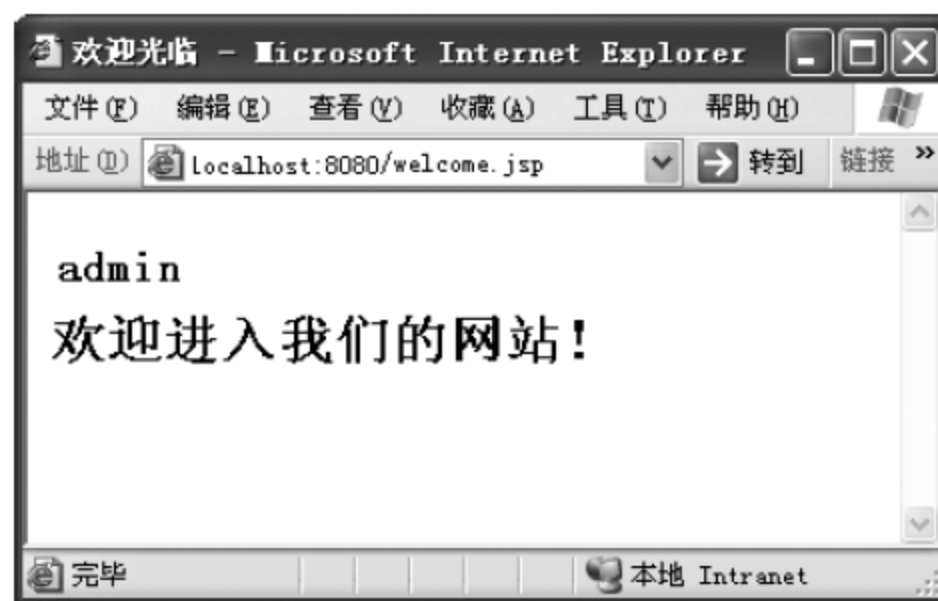 欢迎光临 - Microsoft Internet Explorer
文件(F) 编辑(E) 查看(V) 收藏(A) 工具(T) 帮助(H)
地址(D) localhost:8080/welcome.jsp 转到 链接 »
admin
欢迎进入我们的网站!
完毕 本地 Intranet